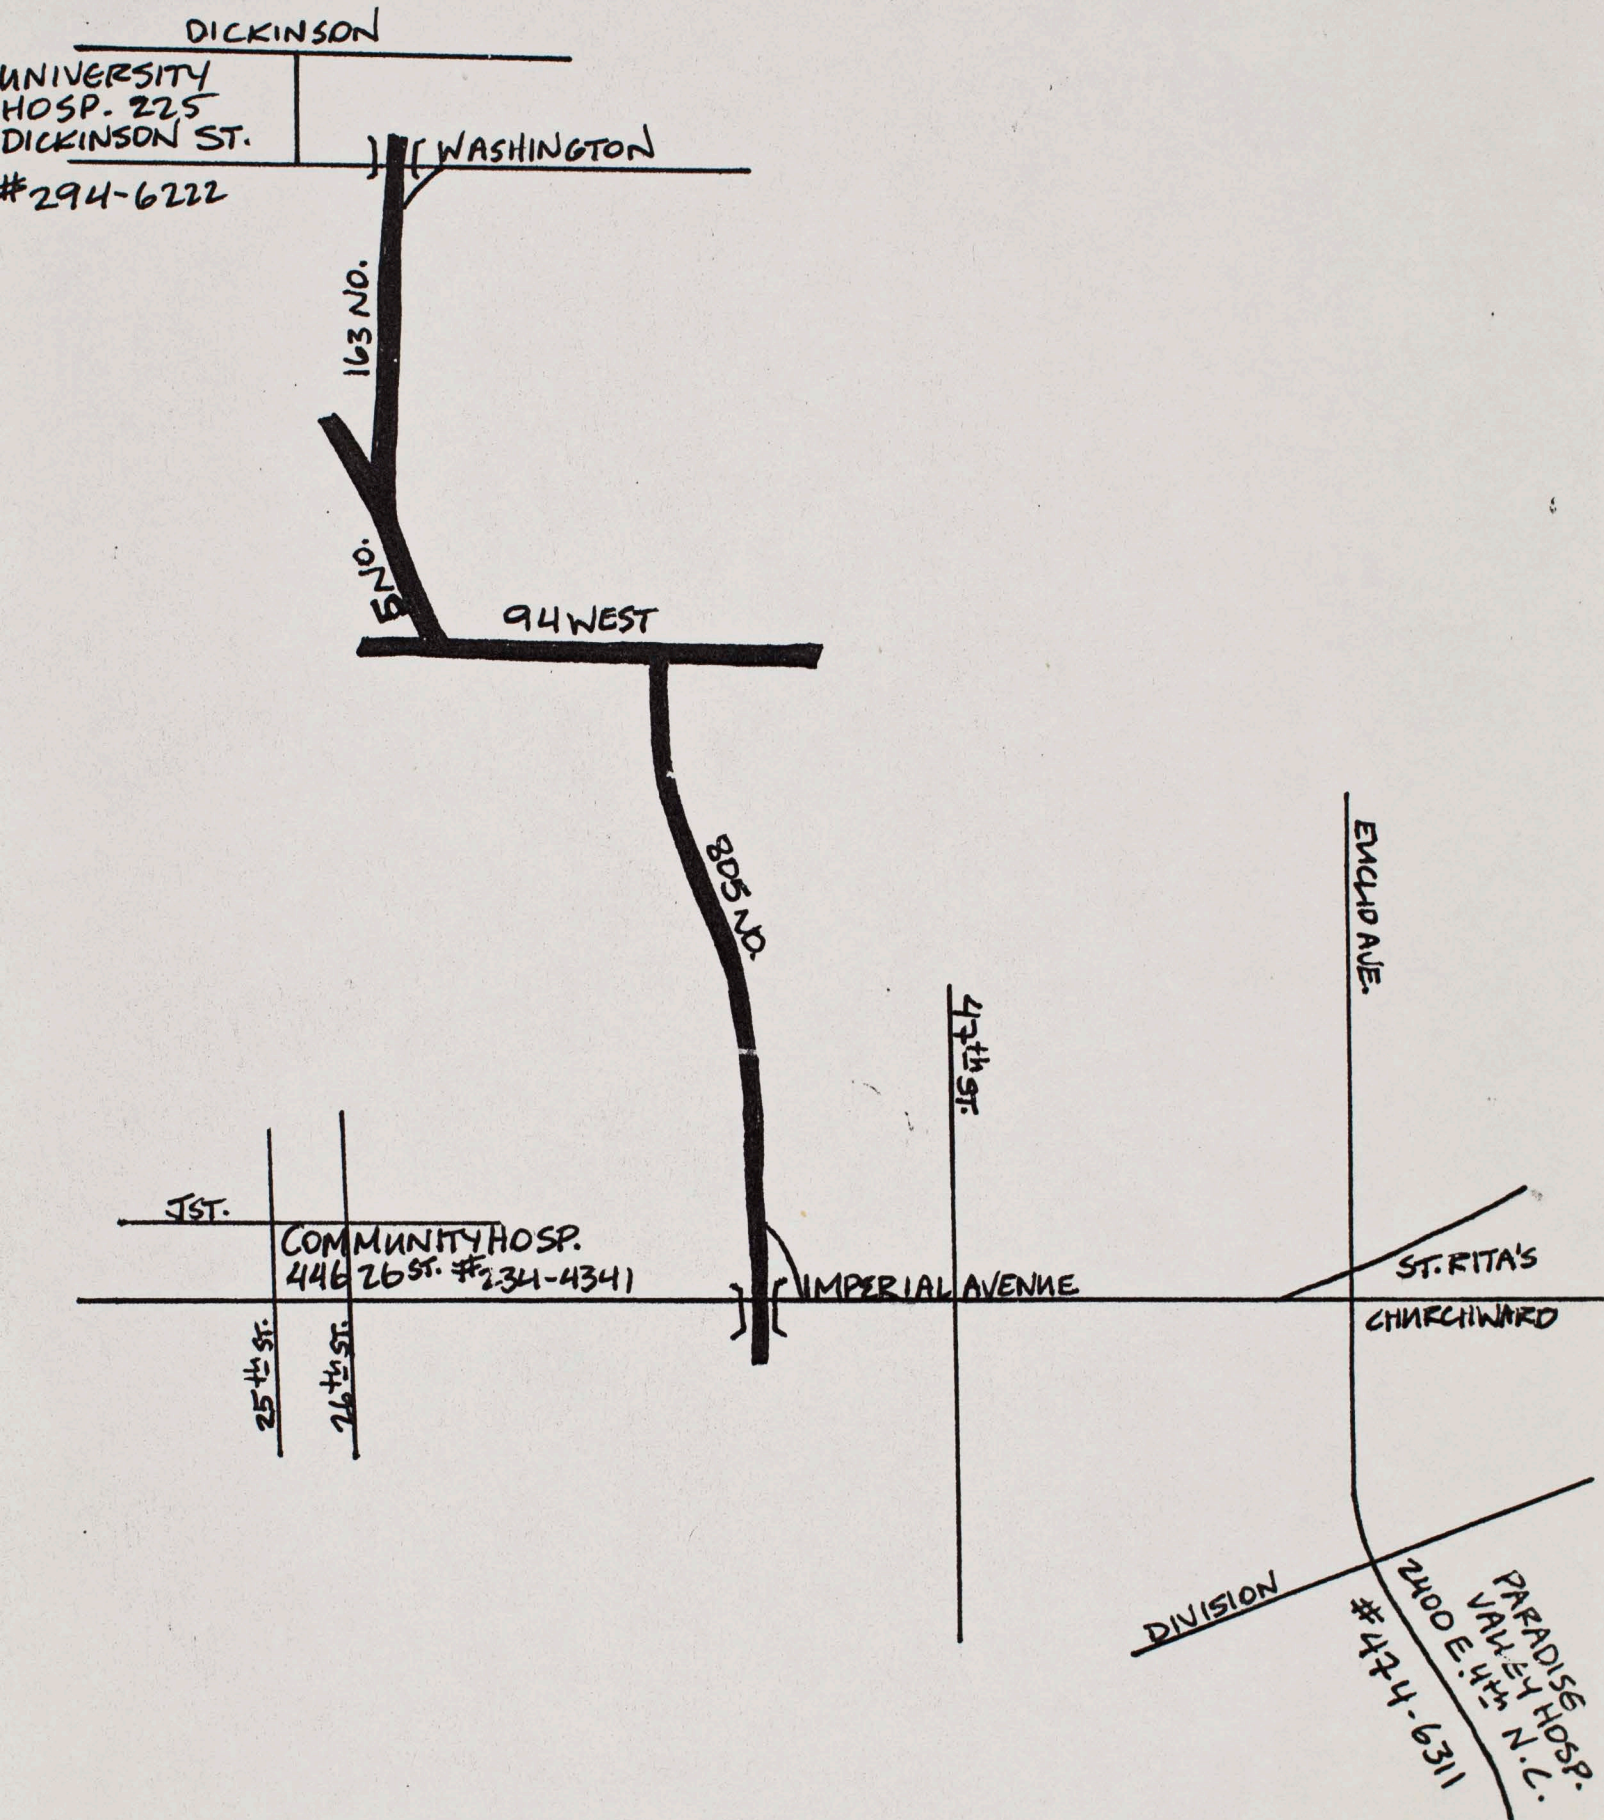 DICKINSON
UNIVERSITY
HOSP. 225
DICKINSON ST.
#294-6222
WASHINGTON
163 NO.
5 NO.
94 WEST
805 NO.
EUCLID AVE.
47th ST.
J ST.
COMMUNITY HOSP.
446 26 ST. #234-4341
IMPERIAL AVENUE
ST. RITA'S
CHURCHWARD
25th ST.
26th ST.
DIVISION
PARADISE
VALLEY HOSP.
2400 E. 4th N.C.
#474-6311